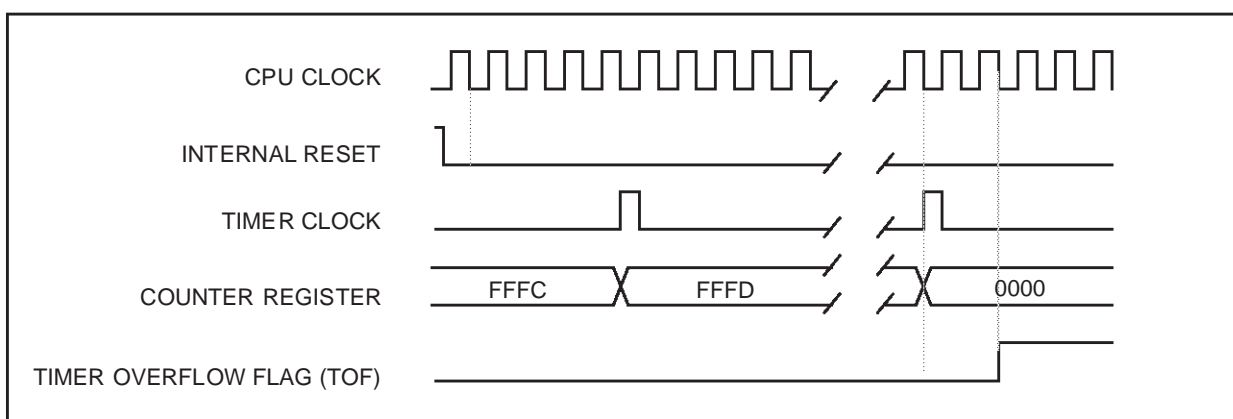 CPU CLOCK
INTERNAL RESET
TIMER CLOCK
COUNTER REGISTER FFFC FFFD 0000
TIMER OVERFLOW FLAG (TOF)